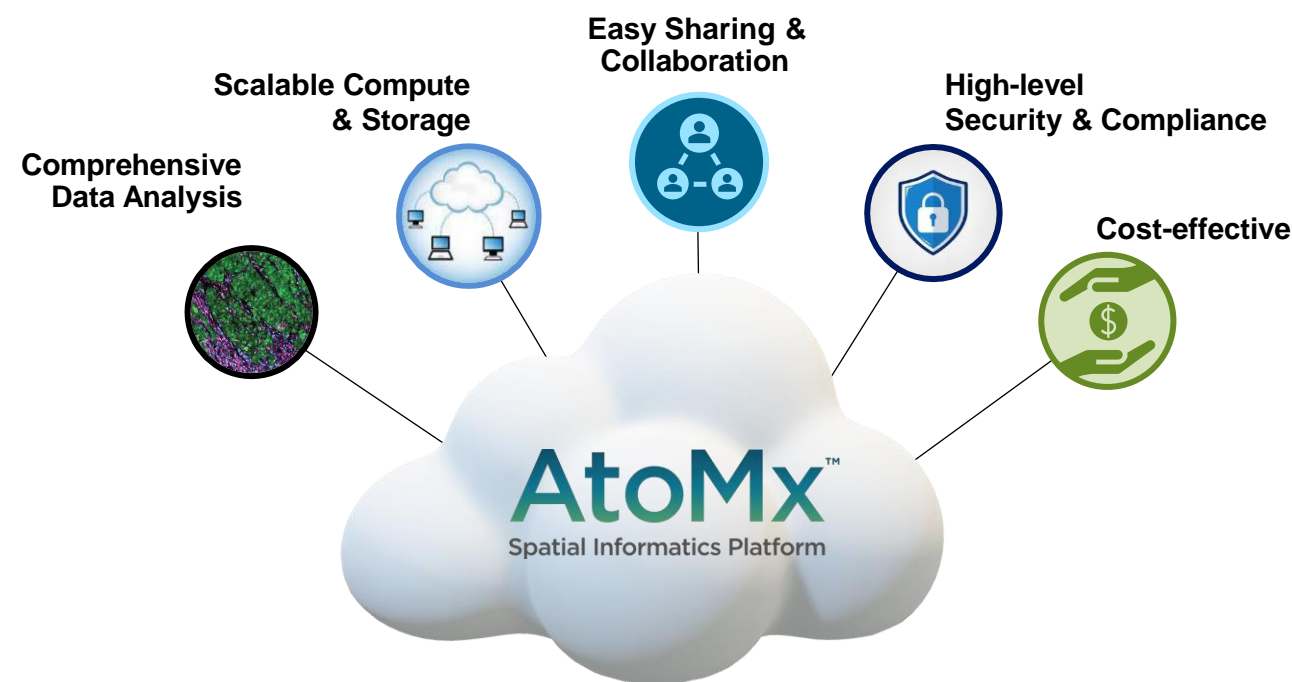 Easy Sharing &
Collaboration
Scalable Compute
& Storage
High-level
Security & Compliance
Comprehensive
Data Analysis
Cost-effective
$
AtoMx™
Spatial Informatics Platform